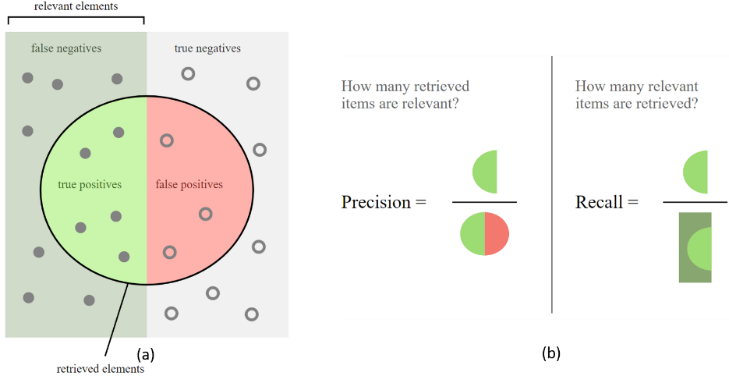 relevant elements
false negatives
true negatives
true positives
false positives
(a)
retrieved elements
How many retrieved
items are relevant?
Precision =
How many relevant
items are retrieved?
Recall =
(b)